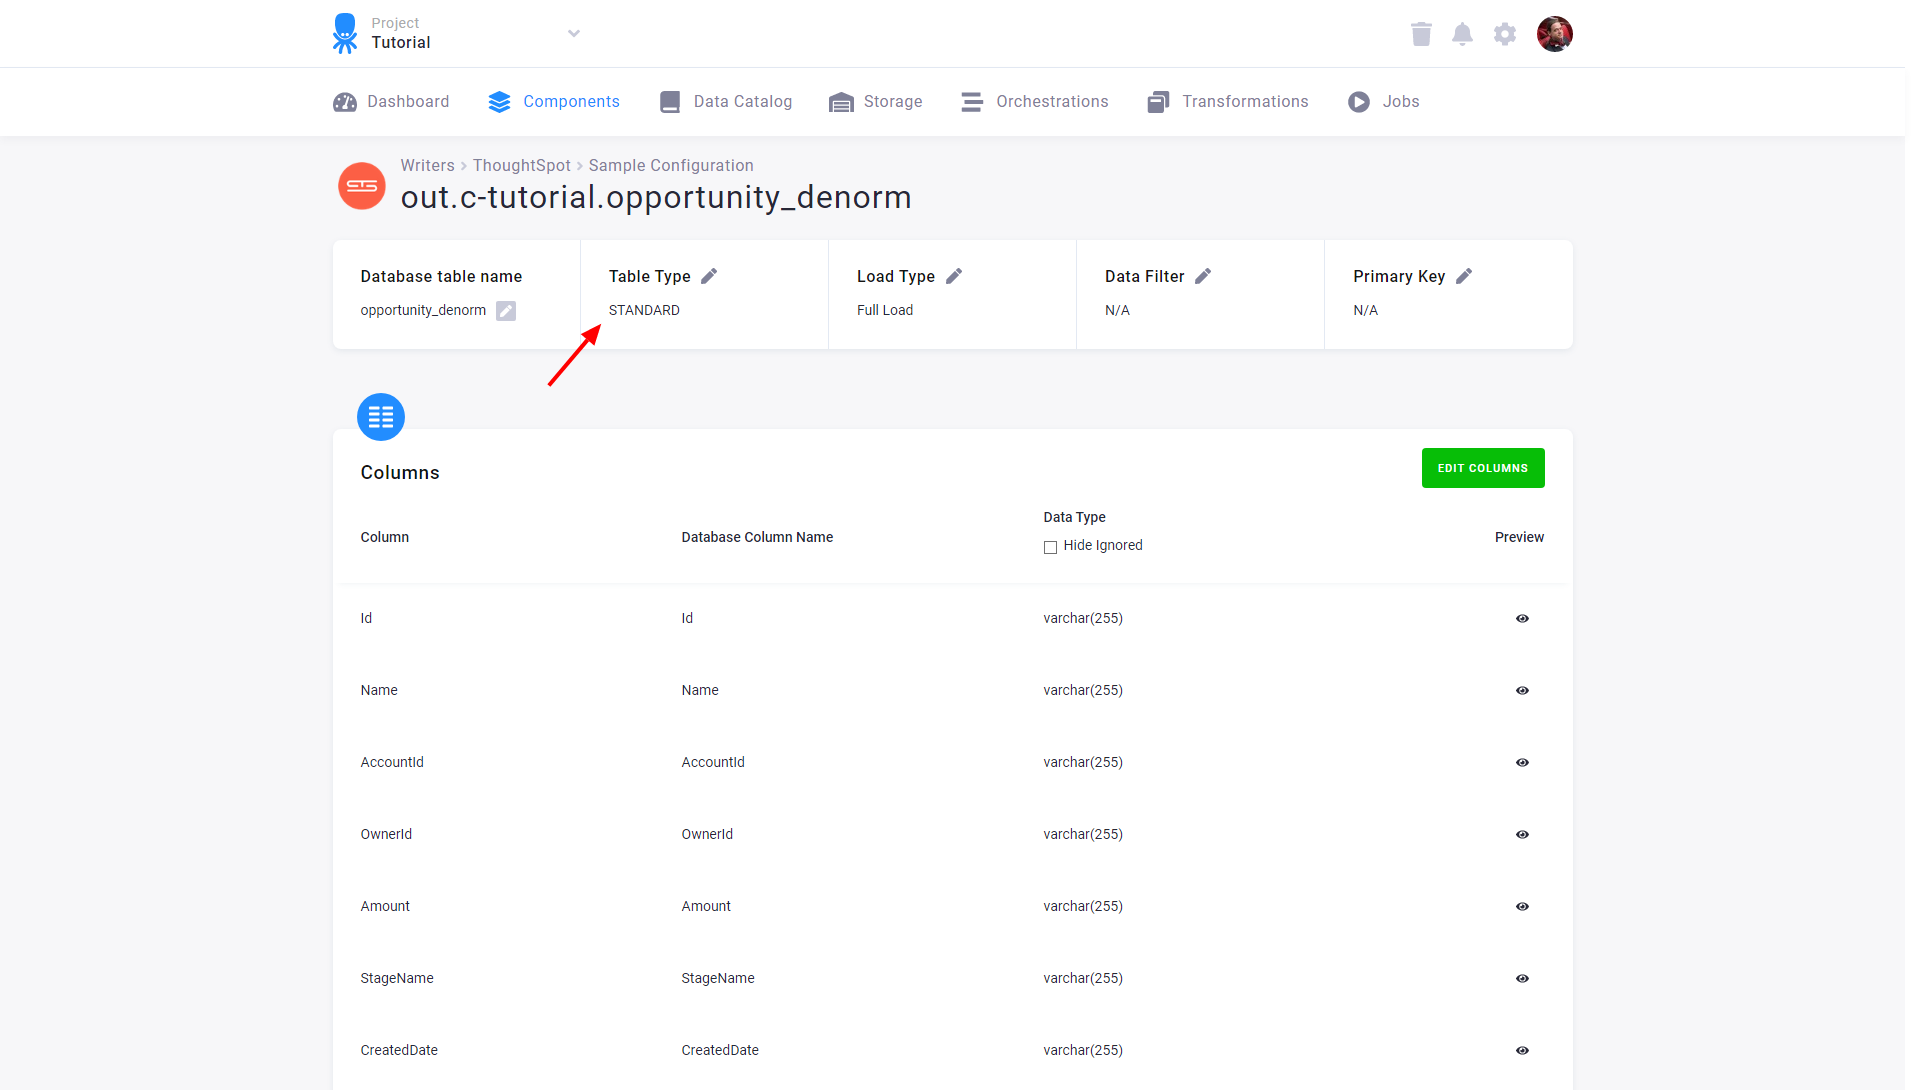 Project
Tutorial
Dashboard Components Data Catalog Storage Orchestrations Transformations Jobs
Writers > ThoughtSpot > Sample Configuration
out.c-tutorial.opportunity_denorm
Database table name Table Type Load Type Data Filter Primary Key
opportunity_denorm STANDARD Full Load N/A N/A
Columns EDIT COLUMNS
Data Type
Column Database Column Name Preview
Hide Ignored
Id Id varchar(255)
Name Name varchar(255)
AccountId AccountId varchar(255)
OwnerId OwnerId varchar(255)
Amount Amount varchar(255)
StageName StageName varchar(255)
CreatedDate CreatedDate varchar(255)